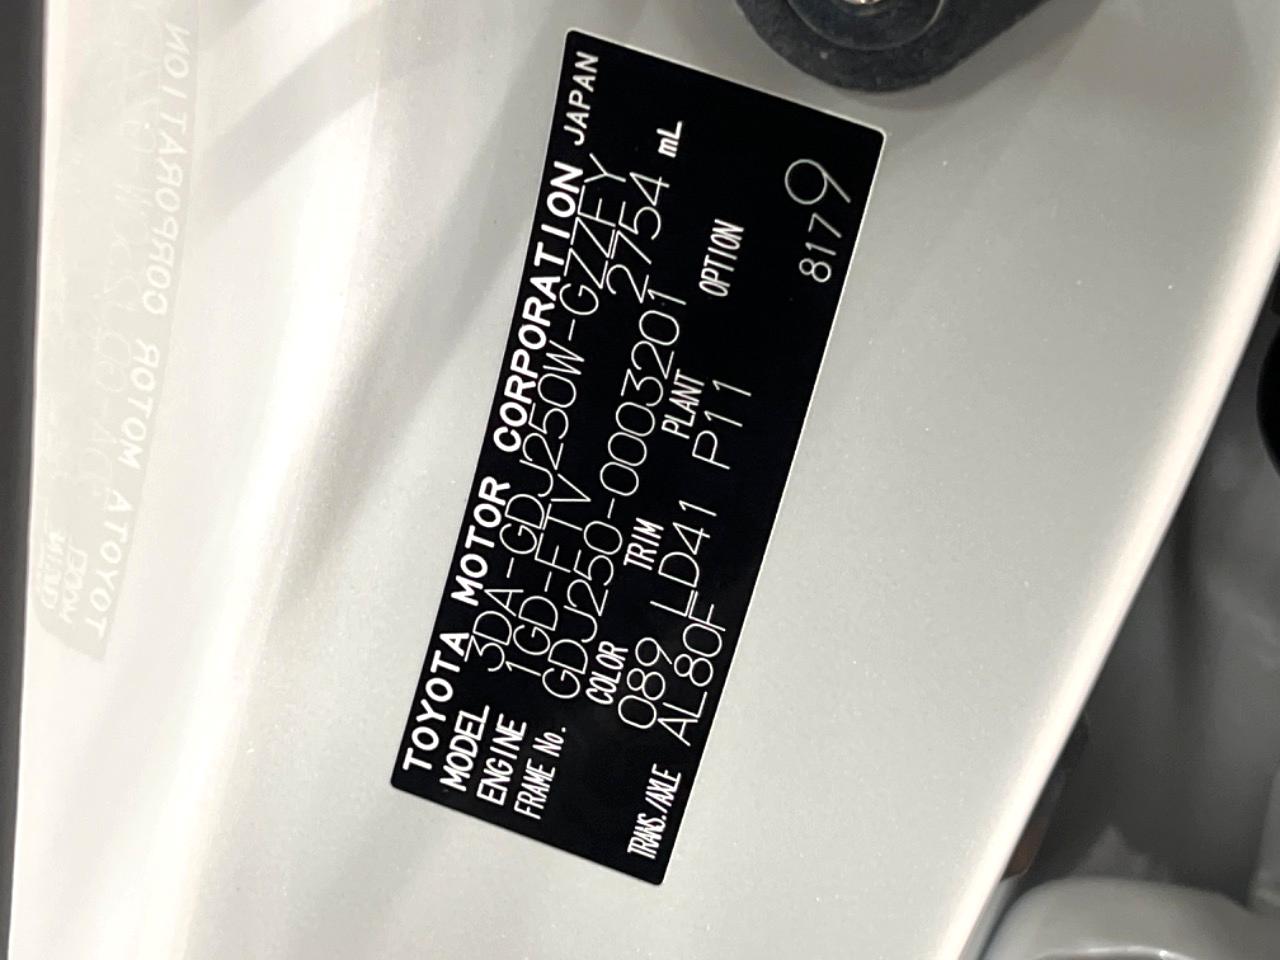 TOYOTA MOTOR CORPORATION JAPAN
MODEL 3DA-GDJ250W-GZZEY
ENGINE 1GD-FTV 2754 mL
FRAME No. GDJ250-0003201
COLOR TRIM PLANT OPTION
089 LD41 P11
TRANS./AXLE AL80F
8179